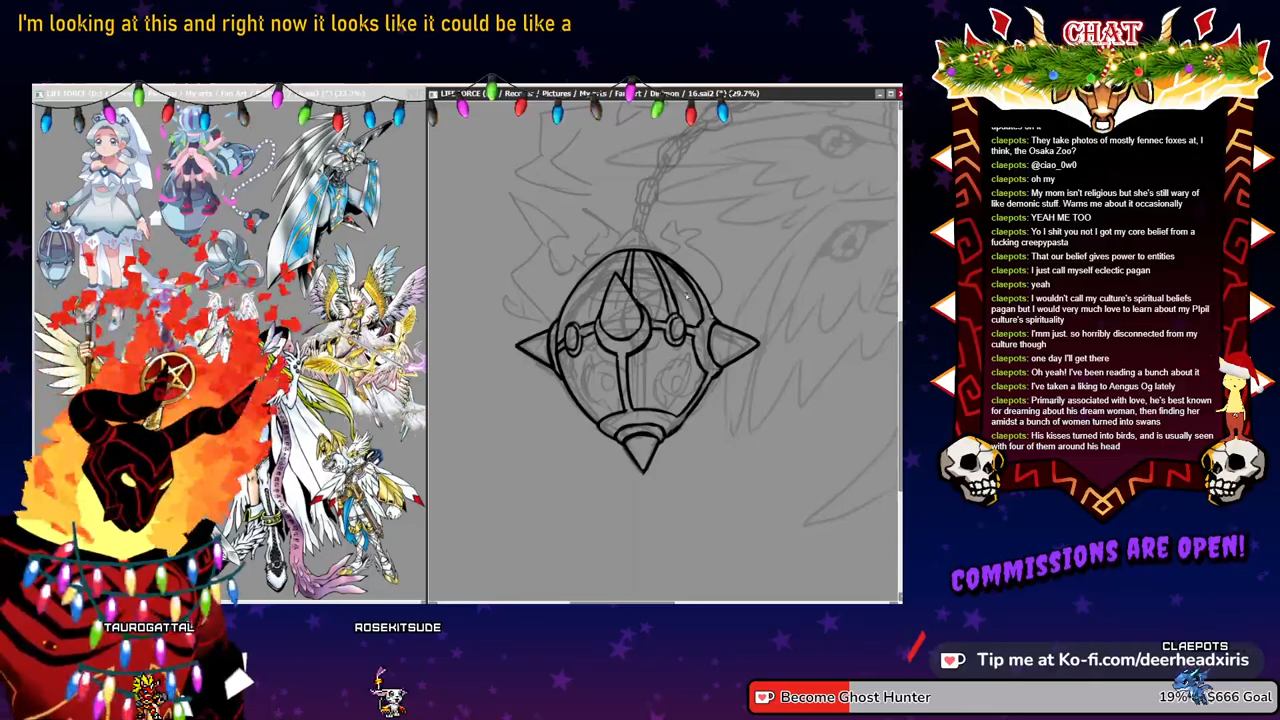 I'm looking at this and right now it looks like it could be like a
CHAT
claepots: They take photos of mostly fennec foxes at, I
think, the Osaka Zoo?
claepots: @ciao_0w0
claepots: oh my
claepots: My mom isn't religious but she's still wary of
like demonic stuff. Warns me about it occasionally
claepots: YEAH ME TOO
claepots: Yo I shit you not I got my core belief from a
fucking creepypasta
claepots: That our belief gives power to entities
claepots: I just call myself eclectic pagan
claepots: yeah
claepots: I wouldn't call my culture's spiritual beliefs
pagan but I would very much love to learn about my PIpil
culture's spirituality
claepots: I'mm just. so horribly disconnected from my
culture though
claepots: one day I'll get there
claepots: Oh yeah! I've been reading a bunch about it
claepots: I've taken a liking to Aengus Og lately
claepots: Primarily associated with love, he's best known
for dreaming about his dream woman, then finding her
amidst a bunch of women turned into swans
claepots: His kisses turned into birds, and is usually seen
with four of them around his head
COMMISSIONS ARE OPEN!
TAUROGATTAL
ROSEKITSUDE
CLAEPOTS
Tip me at Ko-fi.com/deerheadxiris
Become Ghost Hunter
19%
$666 Goal